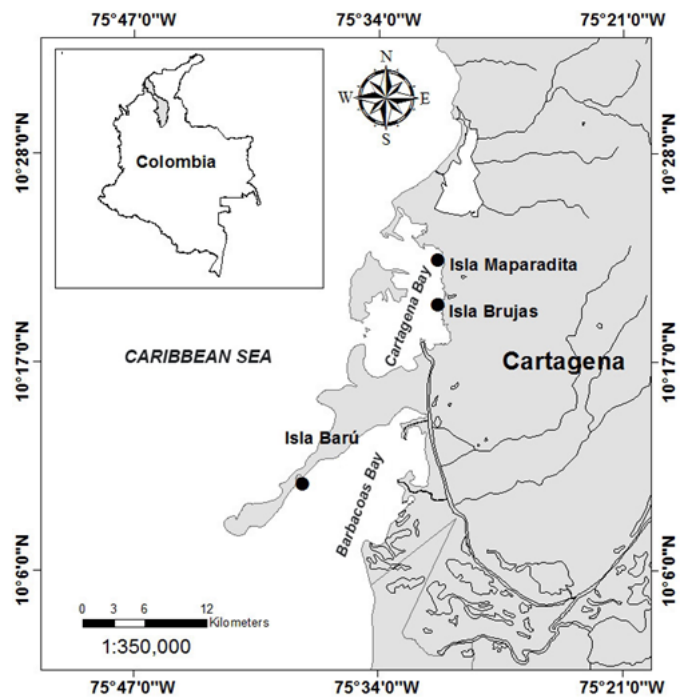 75°47'0"W 75°34'0"W 75°21'0"W
N
W E
S
10°28'0"N 10°28'0"N
Colombia
Isla Maparadita
Cartagena Bay
Isla Brujas
10°17'0"N 10°17'0"N
CARIBBEAN SEA
Cartagena
Isla Barú
Barbacoas Bay
10°6'0"N 10°6'0"N
0 3 6 12
Kilometers
1:350,000
75°47'0"W 75°34'0"W 75°21'0"W